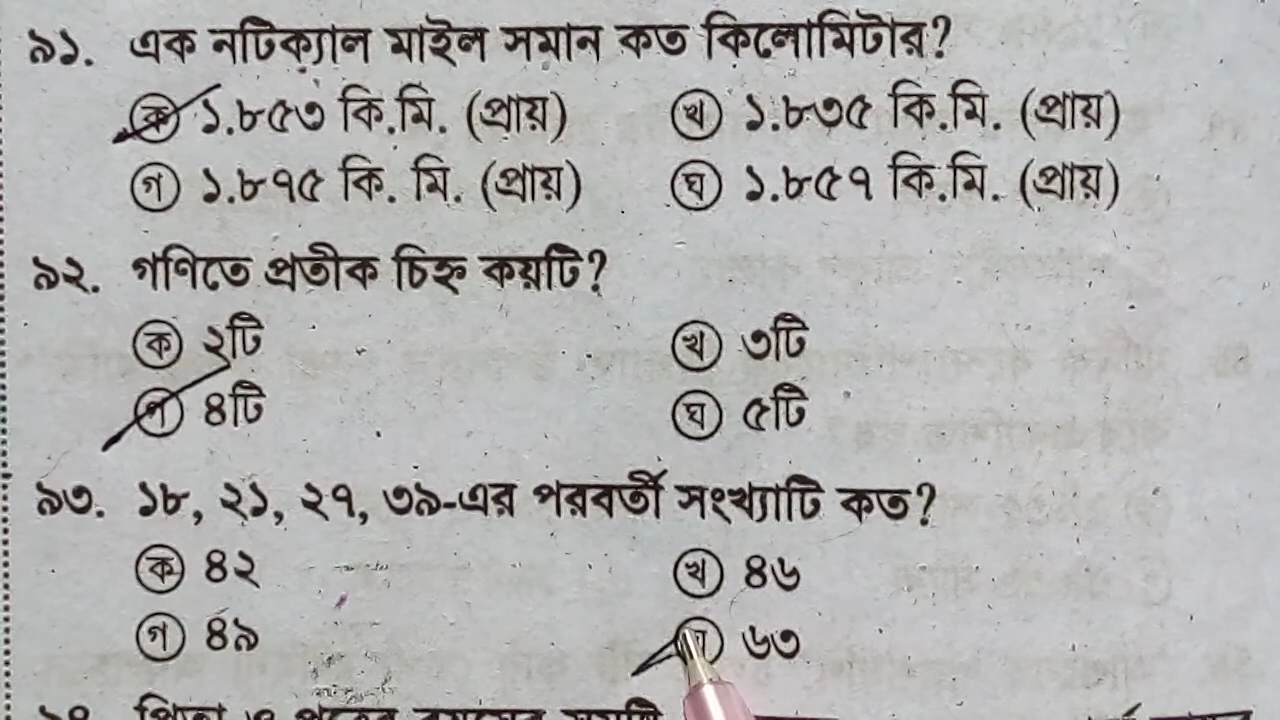 ৯১. এক নটিক্যাল মাইল সমান কত কিলোমিটার?
ক ১.৮৫৩ কি.মি. (প্রায়) খ ১.৮৩৫ কি.মি. (প্রায়)
গ ১.৮৭৫ কি. মি. (প্রায়) ঘ ১.৮৫৭ কি.মি. (প্রায়)
৯২. গণিতে প্রতীক চিহ্ন কয়টি?
ক ২টি খ ৩টি
গ ৪টি ঘ ৫টি
৯৩. ১৮, ২১, ২৭, ৩৯-এর পরবর্তী সংখ্যাটি কত?
ক ৪২ খ ৪৬
গ ৪৯ ঘ ৬৩